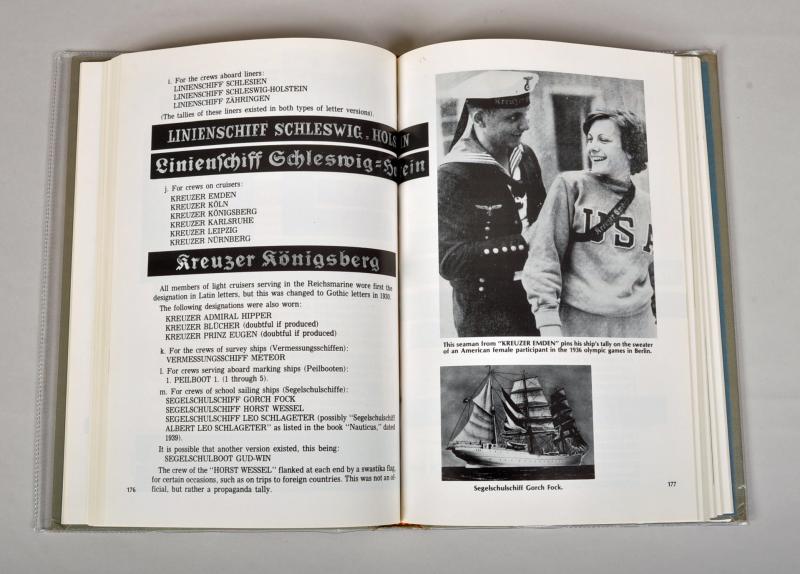 i. For the crews aboard liners:
LINIENSCHIFF SCHLESIEN
LINIENSCHIFF SCHLESWIG-HOLSTEIN
LINIENSCHIFF ZÄHRINGEN
(The tallies of these liners existed in both types of letter versions).
LINIENSCHIFF SCHLESWIG-HOLS N
Linienschiff Schleswig=
j. For crews on cruisers:
KREUZER EMDEN
KREUZER KÖLN
KREUZER KÖNIGSBERG
KREUZER KARLSRUHE
KREUZER LEIPZIG
KREUZER NÜRNBERG
Kreuzer Königsberg
All members of light cruisers serving in the Reichsmarine wore first the
designation in Latin letters, but this was changed to Gothic letters in 1930.
The following designations were also worn:
KREUZER ADMIRAL HIPPER
KREUZER BLÜCHER (doubtful if produced)
KREUZER PRINZ EUGEN (doubtful if produced)
k. For the crews of survey ships (Vermessungsschiffen):
VERMESSUNGSSCHIFF METEOR
l. For crews serving aboard marking ships (Peilbooten):
1. PEILBOOT 1. (1 through 5).
m. For crews of school sailing ships (Segelschulschiffe):
SEGELSCHULSCHIFF GORCH FOCK
SEGELSCHULSCHIFF HORST WESSEL
SEGELSCHULSCHIFF LEO SCHLAGETER (possibly "Segelschulschiff
ALBERT LEO SCHLAGETER" as listed in the book "Nauticus," dated
1939).
It is possible that another version existed, this being:
SEGELSCHULBOOT GUD-WIN
The crew of the "HORST WESSEL" flanked at each end by a swastika flag,
for certain occasions, such as on trips to foreign countries. This was not an of-
ficial, but rather a propaganda tally.
176
Kreuzer
Kreuzer
USA
This seaman from "KREUZER EMDEN" pins his ship's tally on the sweater
of an American female participant in the 1936 olympic games in Berlin.
Segelschulschiff Gorch Fock.
177